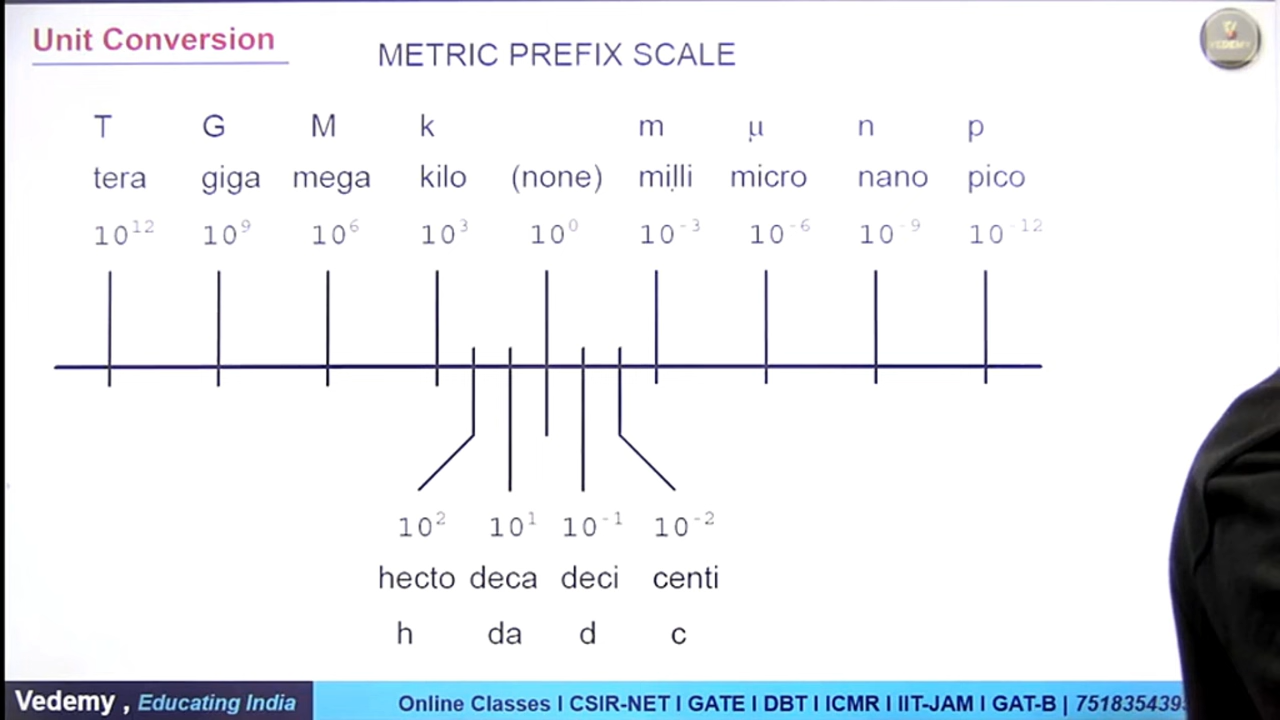 Unit Conversion
METRIC PREFIX SCALE
VEDEMY
T G M k m µ n p
tera giga mega kilo (none) milli micro nano pico
10¹² 10⁹ 10⁶ 10³ 10⁰ 10⁻³ 10⁻⁶ 10⁻⁹ 10⁻¹²
10² 10¹ 10⁻¹ 10⁻²
hecto deca deci centi
h da d c
Vedemy , Educating India
Online Classes I CSIR-NET I GATE I DBT I ICMR I IIT-JAM I GAT-B | 751835439